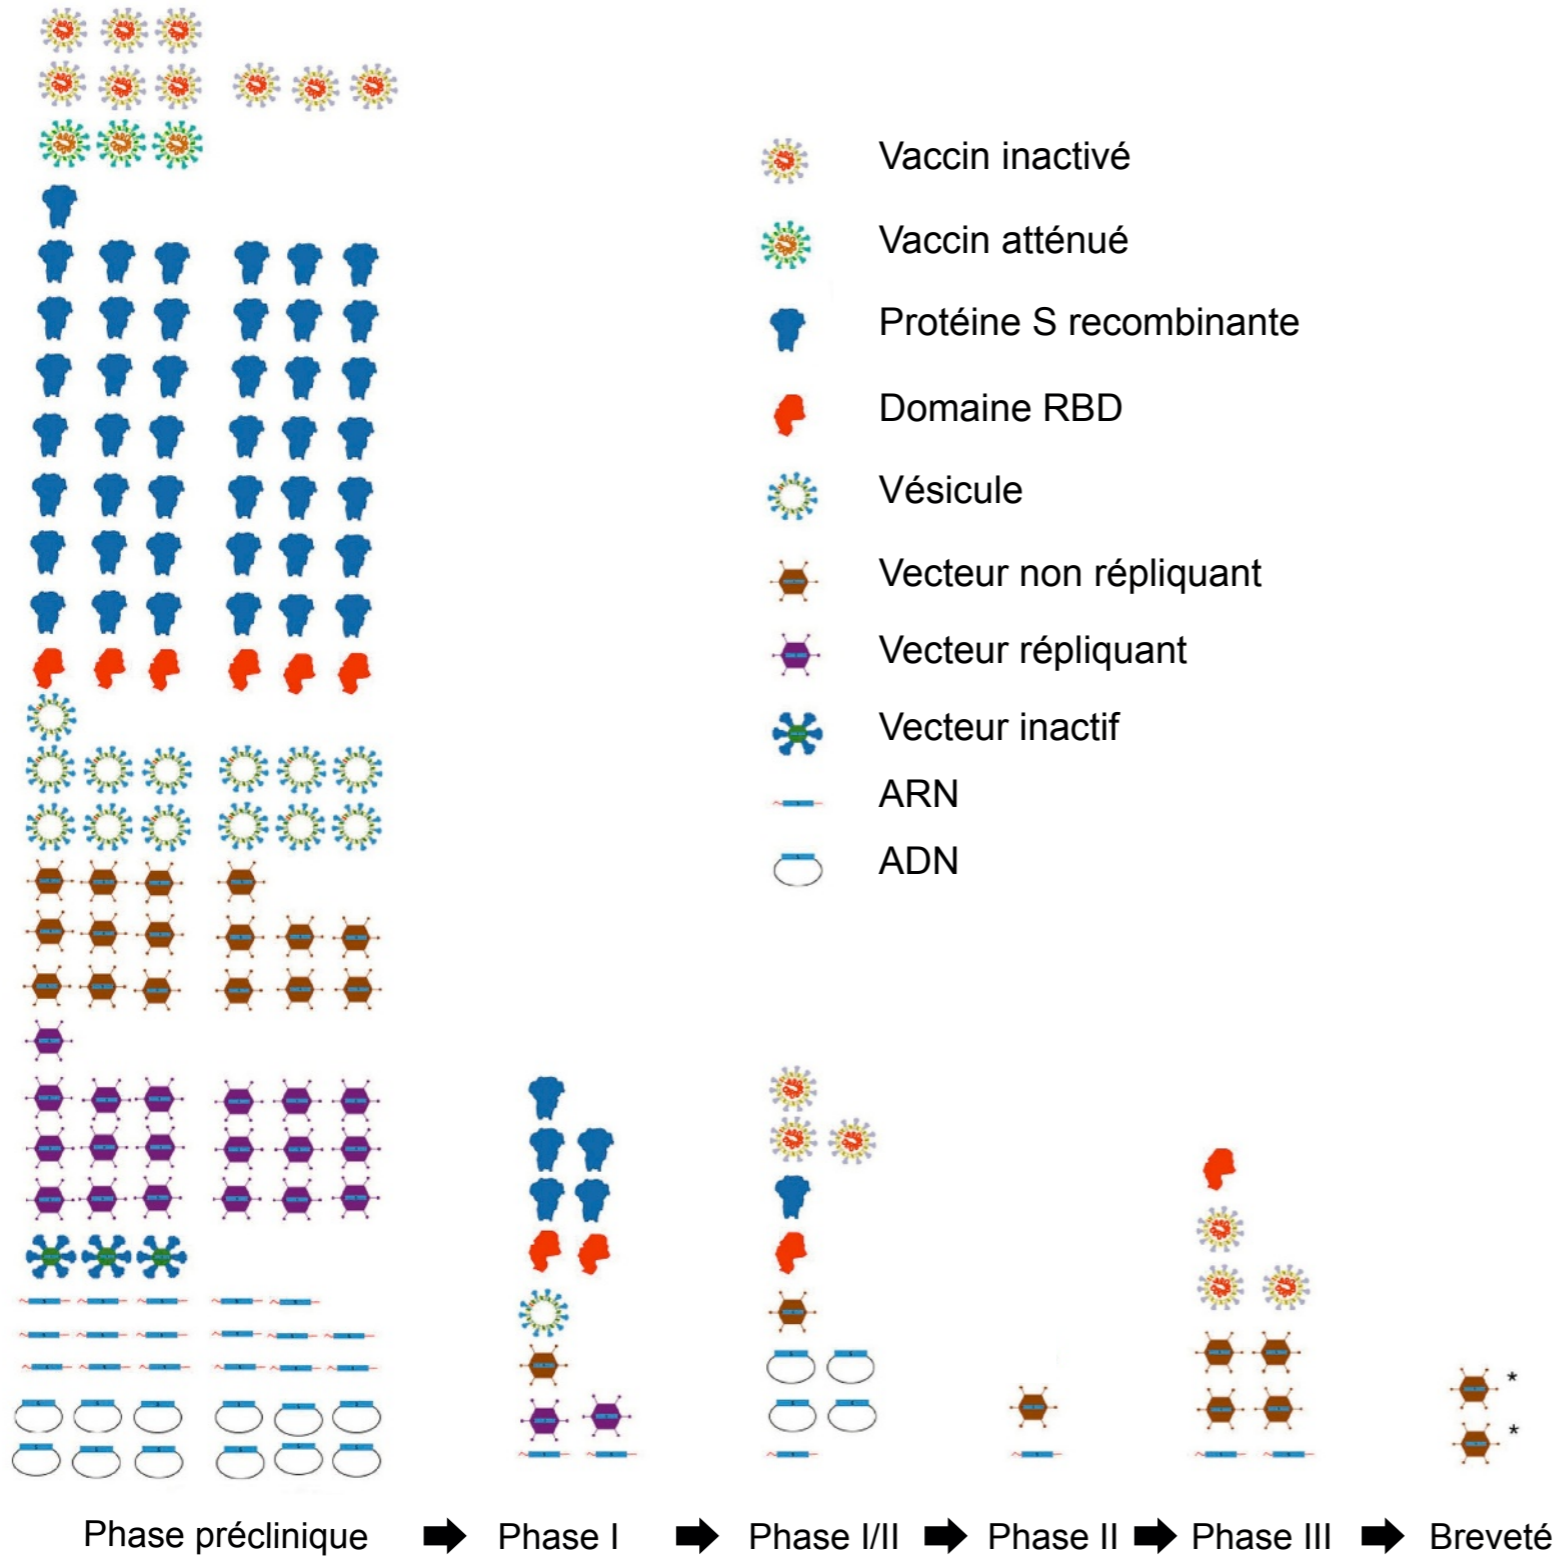 Vaccin inactivé
Vaccin atténué
Protéine S recombinante
Domaine RBD
Vésicule
Vecteur non répliquant
Vecteur répliquant
Vecteur inactif
ARN
ADN
*
*
Phase préclinique
Phase I
Phase I/II
Phase II
Phase III
Breveté